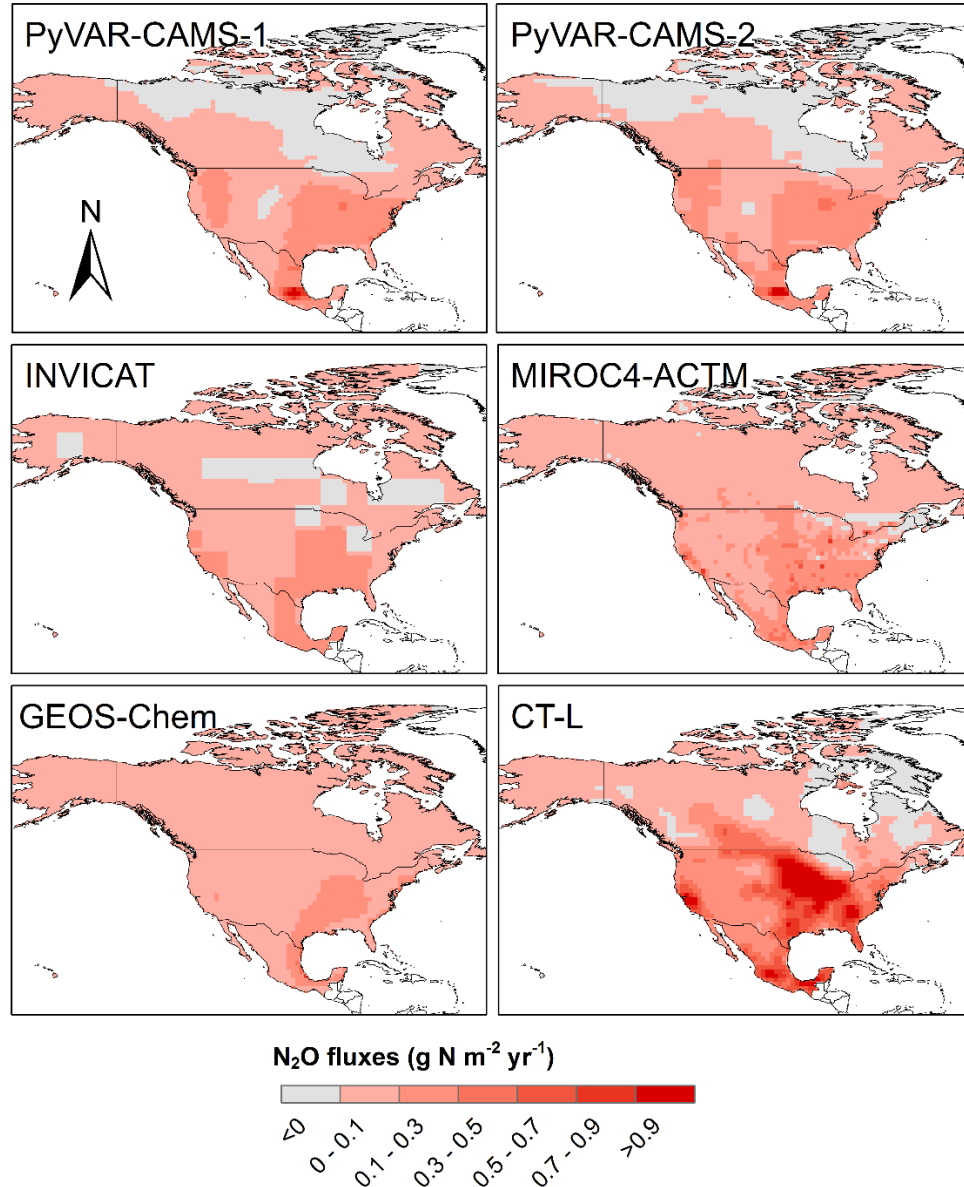 PyVAR-CAMS-1
PyVAR-CAMS-2
N
INVICAT
MIROC4-ACTM
GEOS-Chem
CT-L
N₂O fluxes (g N m⁻² yr⁻¹)
<0
0 - 0.1
0.1 - 0.3
0.3 - 0.5
0.5 - 0.7
0.7 - 0.9
>0.9